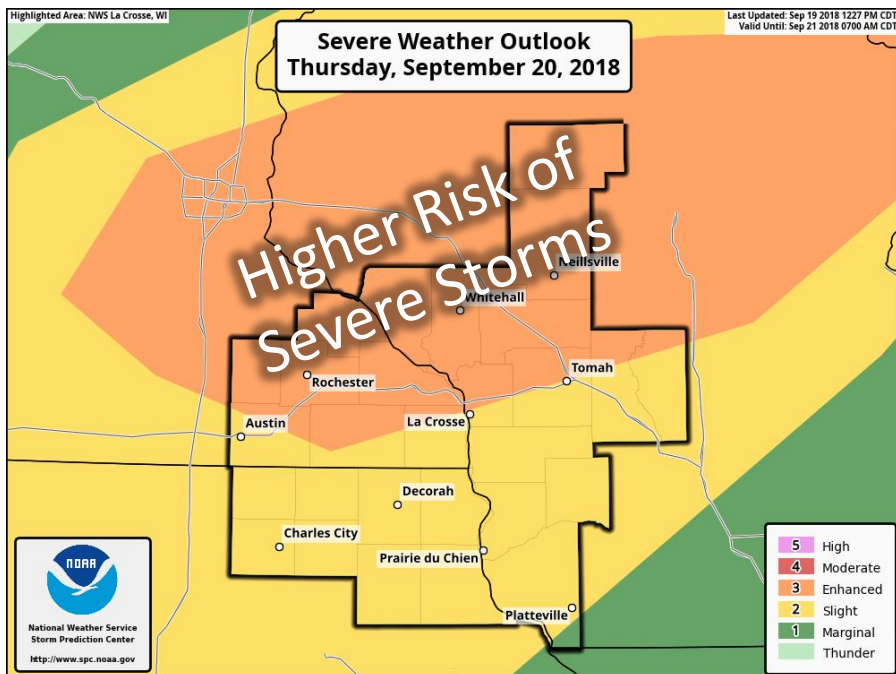 Highlighted Area: NWS La Crosse, WI
Last Updated: Sep 19 2018 1227 PM CDT
Valid Until: Sep 21 2018 0700 AM CDT
Severe Weather Outlook
Thursday, September 20, 2018
Higher Risk of
Severe Storms
Neillsville
Whitehall
Tomah
Rochester
La Crosse
Austin
Decorah
Charles City
Prairie du Chien
Platteville
NOAA
National Weather Service
Storm Prediction Center
http://www.spc.noaa.gov
5 High
4 Moderate
3 Enhanced
2 Slight
1 Marginal
Thunder